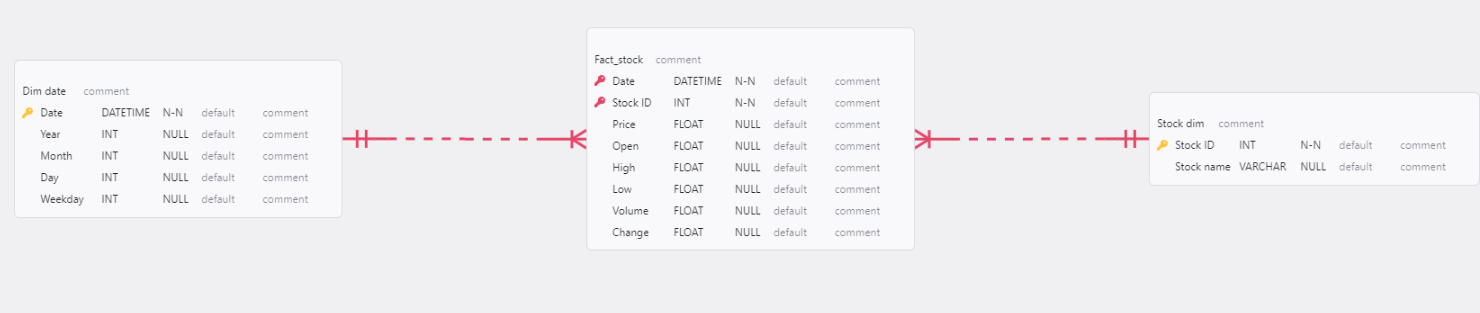 Dim date comment
Date DATETIME N-N default comment
Year INT NULL default comment
Month INT NULL default comment
Day INT NULL default comment
Weekday INT NULL default comment
Fact_stock comment
Date DATETIME N-N default comment
Stock ID INT N-N default comment
Price FLOAT NULL default comment
Open FLOAT NULL default comment
High FLOAT NULL default comment
Low FLOAT NULL default comment
Volume FLOAT NULL default comment
Change FLOAT NULL default comment
Stock dim comment
Stock ID INT N-N default comment
Stock name VARCHAR NULL default comment